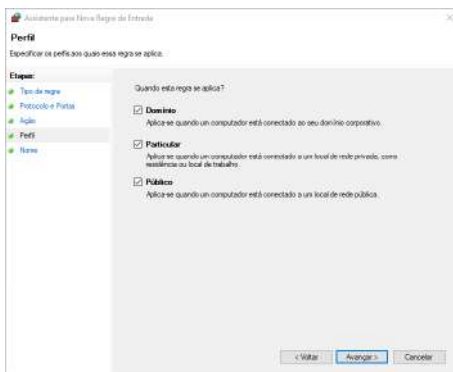 Assistente para Nova Regra de Entrada
Perfil
Especificar os perfis aos quais essa regra se aplica.
Etapas:
Tipo de regra
Protocolo e Portas
Ação
Perfil
Nome
Quando esta regra se aplica?
Domínio
Aplica-se quando um computador está conectado ao seu domínio corporativo.
Particular
Aplica-se quando um computador está conectado a um local de rede privada, como
residência ou local de trabalho.
Público
Aplica-se quando um computador está conectado a um local de rede pública.
< Voltar
Avançar >
Cancelar